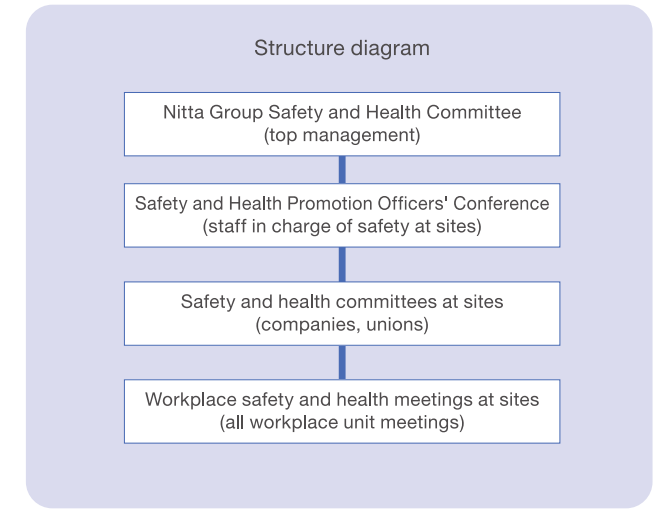 Structure diagram
Nitta Group Safety and Health Committee
(top management)
Safety and Health Promotion Officers' Conference
(staff in charge of safety at sites)
Safety and health committees at sites
(companies, unions)
Workplace safety and health meetings at sites
(all workplace unit meetings)